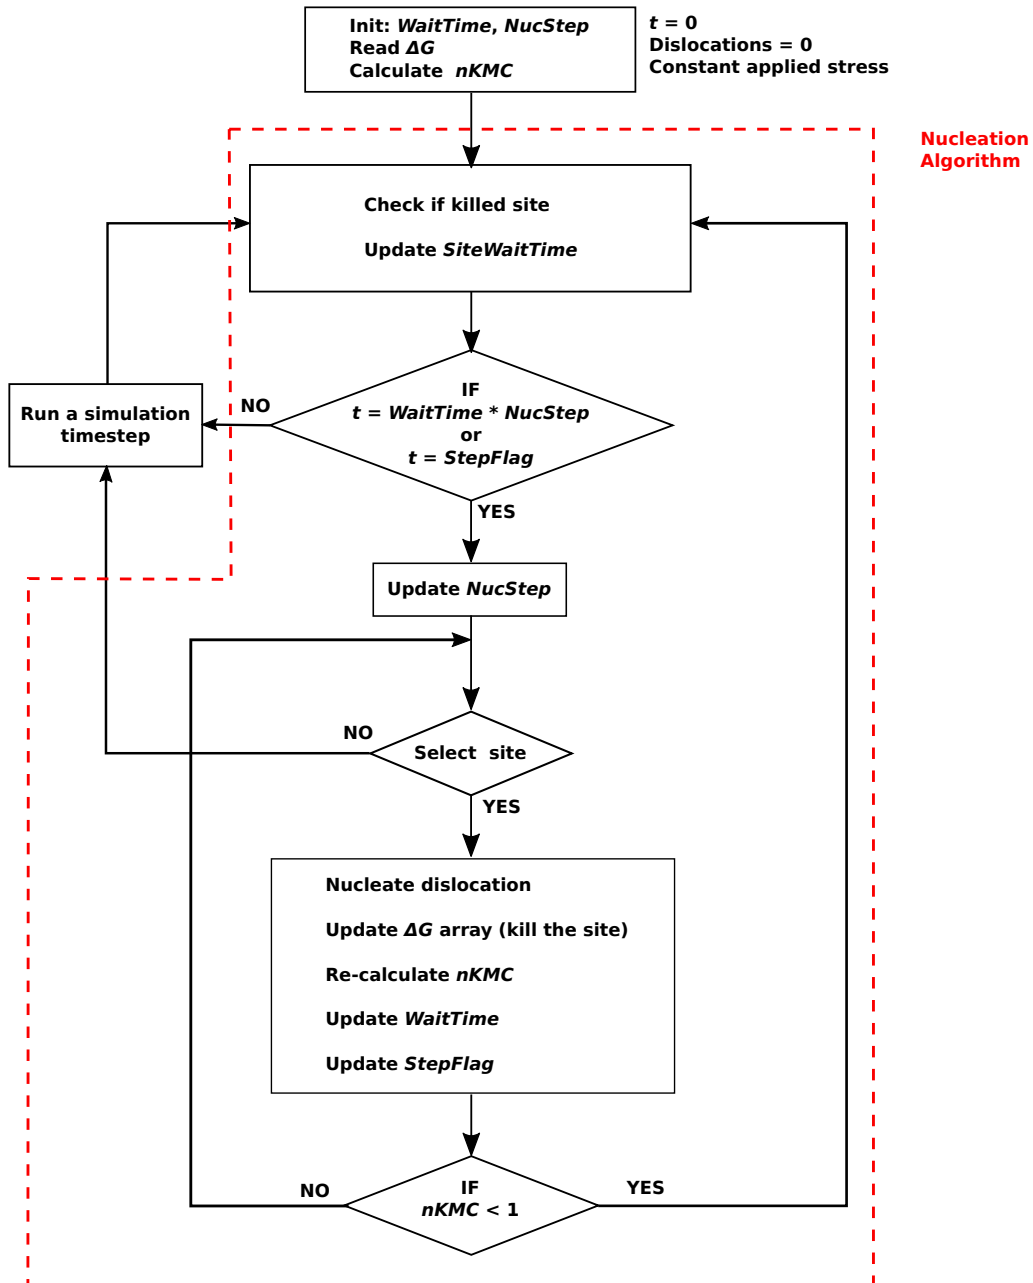 Init: WaitTime, NucStep
Read ΔG
Calculate nKMC
t = 0
Dislocations = 0
Constant applied stress
Nucleation
Algorithm
Check if killed site
Update SiteWaitTime
Run a simulation
timestep
NO
IF
t = WaitTime * NucStep
or
t = StepFlag
YES
Update NucStep
NO
Select site
YES
Nucleate dislocation
Update ΔG array (kill the site)
Re-calculate nKMC
Update WaitTime
Update StepFlag
NO
IF
nKMC < 1
YES